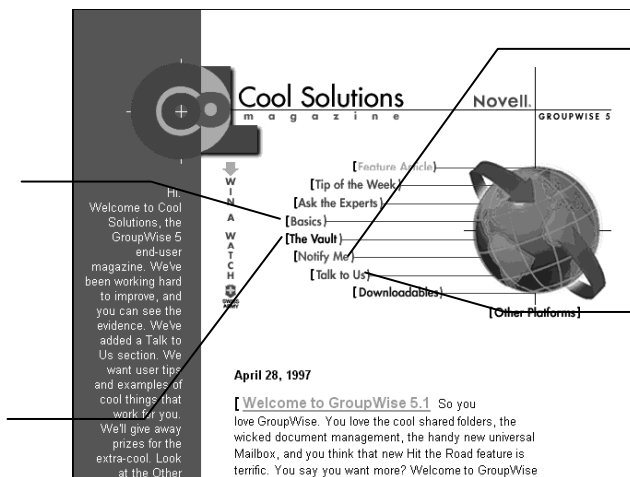 Cool Solutions
magazine
Novell.
GROUPWISE 5
[Feature Article]
[Tip of the Week]
[Ask the Experts]
[Basics]
[The Vault]
[Notify Me]
[Talk to Us]
[Downloadables]
[Other Platforms]
WIN A WATCH
SWISS
ARMY
Hi.
Welcome to Cool
Solutions, the
GroupWise 5
end-user
magazine. We've
been working hard
to improve, and
you can see the
evidence. We've
added a Talk to
Us section. We
want user tips
and examples of
cool things that
work for you.
We'll give away
prizes for the
extra-cool. Look
at the Other
April 28, 1997
[ Welcome to GroupWise 5.1 So you
love GroupWise. You love the cool shared folders, the
wicked document management, the handy new universal
Mailbox, and you think that new Hit the Road feature is
terrific. You say you want more? Welcome to GroupWise